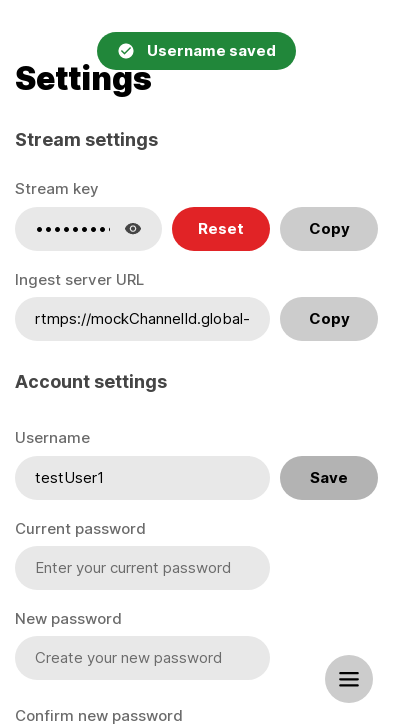 Username saved
Settings
Stream settings
Stream key
Reset
Copy
Ingest server URL
rtmps://mockChannelId.global-
Copy
Account settings
Username
testUser1
Save
Current password
Enter your current password
New password
Create your new password
Confirm new password